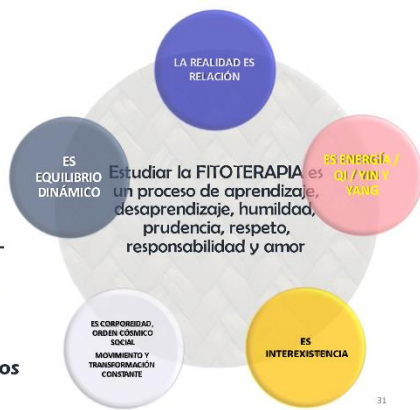 LA REALIDAD ES
RELACIÓN
ES
EQUILIBRIO
DINÁMICO
Estudiar la FITOTERAPIA es
un proceso de aprendizaje,
desaprendizaje, humildad,
prudencia, respeto,
responsabilidad y amor
ES ENERGÍA /
QI / YIN Y
YANG
ES CORPOREIDAD,
ORDEN CÓSMICO
SOCIAL
MOVIMIENTO Y
TRANSFORMACIÓN
CONSTANTE
ES
INTEREXISTENCIA
os
31